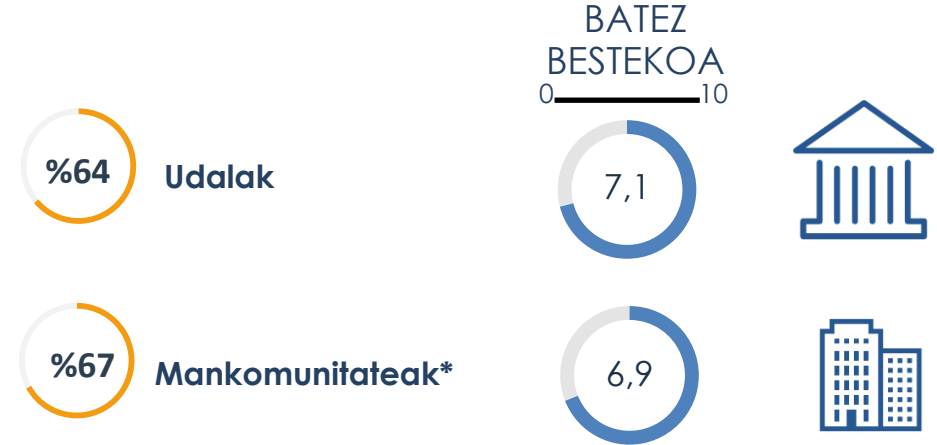 BATEZ
BESTEKOA
0 10
%64 Udalak 7,1
%67 Mankomunitateak* 6,9